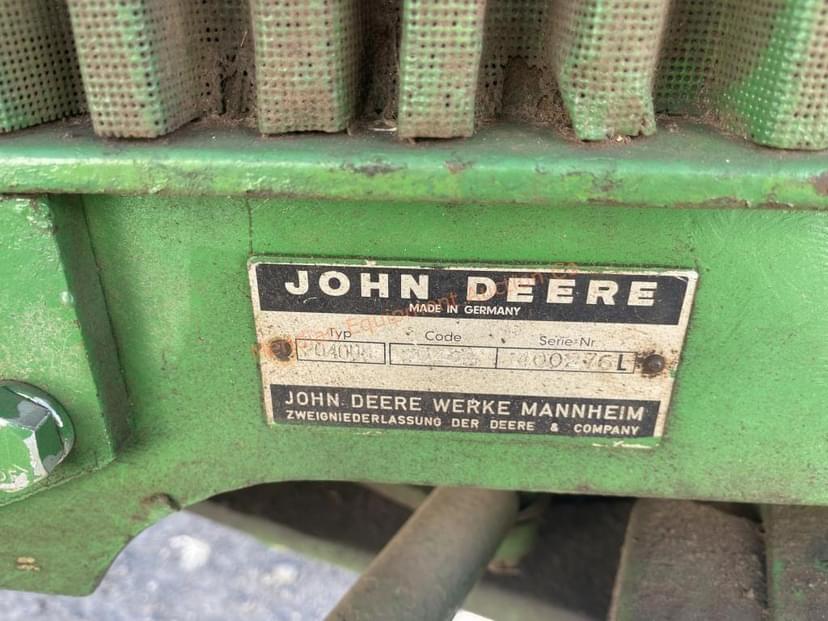 JOHN DEERE
MADE IN GERMANY
Typ Code Serie-Nr.
L
JOHN DEERE WERKE MANNHEIM
ZWEIGNIEDERLASSUNG DER DEERE & COMPANY